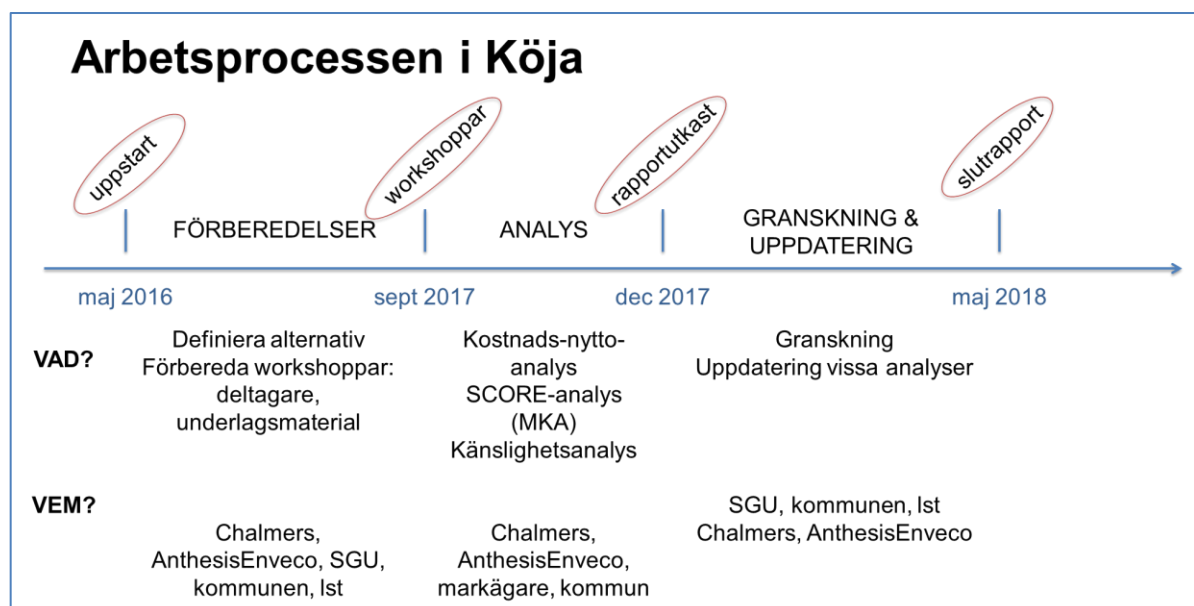 Arbetsprocessen i Köja
uppstart
workshoppar
rapportutkast
slutrapport
FÖRBEREDELSER
ANALYS
GRANSKNING &
UPPDATERING
maj 2016
sept 2017
dec 2017
maj 2018
VAD?
Definiera alternativ
Förbereda workshoppar:
deltagare,
underlagsmaterial
Kostnads-nytto-
analys
SCORE-analys
(MKA)
Känslighetsanalys
Granskning
Uppdatering vissa analyser
VEM?
Chalmers,
AnthesisEnveco, SGU,
kommunen, lst
Chalmers,
AnthesisEnveco,
markägare, kommun
SGU, kommunen, lst
Chalmers, AnthesisEnveco